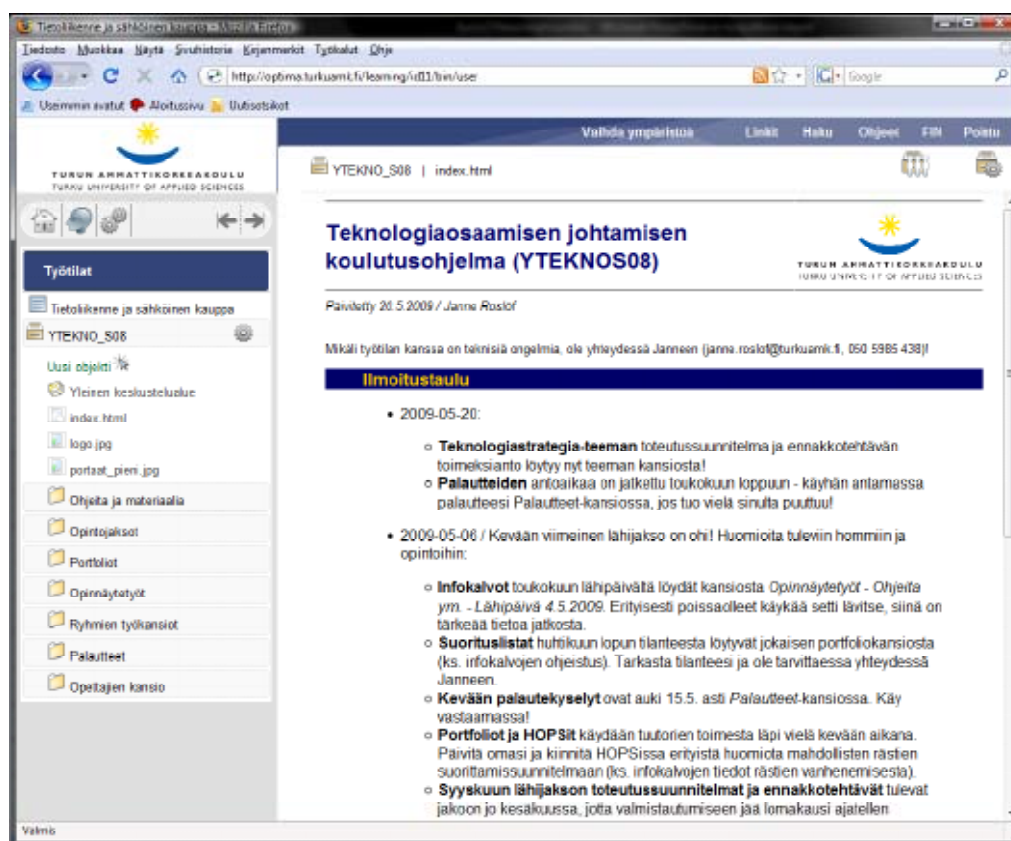 Tietoliikenne ja sähköinen kauppa - Mozilla Firefox
Tiedosto Muokkaa Näytä Sivuhistoria Kirjanmerkit Työkalut Ohje
http://optima.turkuamk.fi/learning/id11/bin/user
Google
Useimmin avatut Aloitussivu Uutisotsikot
Vaihda ympäristöä Linkit Haku Ohjeet FIN Poistu
TURUN AMMATTIKORKEAKOULU
TURKU UNIVERSITY OF APPLIED SCIENCES
YTEKNO_S08 | index.html
Työtilat
Tietoliikenne ja sähköinen kauppa
YTEKNO_S08
Uusi objekti
Yleinen keskustelualue
index.html
logo.jpg
portaat_pieni.jpg
Ohjeita ja materiaalia
Opintojaksot
Portfoliot
Opinnäytetyöt
Ryhmien työkansiot
Palautteet
Opettajien kansio
Teknologiaosaamisen johtamisen
koulutusohjelma (YTEKNOS08)
TURUN AMMATTIKORKEAKOULU
TURKU UNIVERSITY OF APPLIED SCIENCES
Päivitetty 20.5.2009 / Janne Roslöf
Mikäli työtilan kanssa on teknisiä ongelmia, ole yhteydessä Janneen (janne.roslof@turkuamk.fi, 050 5985 438)!
Ilmoitustaulu
• 2009-05-20:
○ Teknologiastrategia-teeman toteutussuunnitelma ja ennakkotehtävän
toimeksianto löytyy nyt teeman kansiosta!
○ Palautteiden antoaikaa on jatkettu toukokuun loppuun - käyhän antamassa
palautteesi Palautteet-kansiossa, jos tuo vielä sinulta puuttuu!
• 2009-05-06 / Kevään viimeinen lähijakso on ohi! Huomioita tuleviin hommiin ja
opintoihin:
○ Infokalvot toukokuun lähipäivältä löydät kansiosta Opinnäytetyöt - Ohjeita
ym. - Lähipäivä 4.5.2009. Erityisesti poissaolleet käykää setti lävitse, siinä on
tärkeää tietoa jatkosta.
○ Suorituslistat huhtikuun lopun tilanteesta löytyvät jokaisen portfoliokansiosta
(ks. infokalvojen ohjeistus). Tarkasta tilanteesi ja ole tarvittaessa yhteydessä
Janneen.
○ Kevään palautekyselyt ovat auki 15.5. asti Palautteet-kansiossa. Käy
vastaamassa!
○ Portfoliot ja HOPSit käydään tuutorien toimesta läpi vielä kevään aikana.
Päivitä omasi ja kiinnitä HOPSissa erityistä huomiota mahdollisten rästien
suorittamissuunnitelmaan (ks. infokalvojen tiedot rästien vanhenemisesta).
○ Syyskuun lähijakson toteutussuunnitelmat ja ennakkotehtävät tulevat
jakoon jo kesäkuussa, jotta valmistautumiseen jää lomakausi ajatellen
Valmis